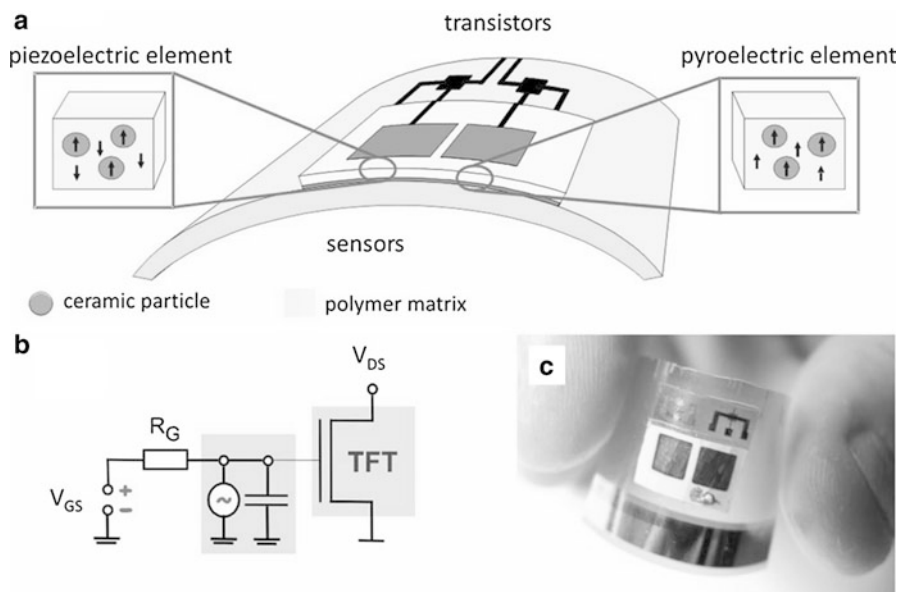 a
transistors
piezoelectric element
pyroelectric element
sensors
ceramic particle
polymer matrix
b
V_DS
R_G
TFT
V_GS
+
~
−
c